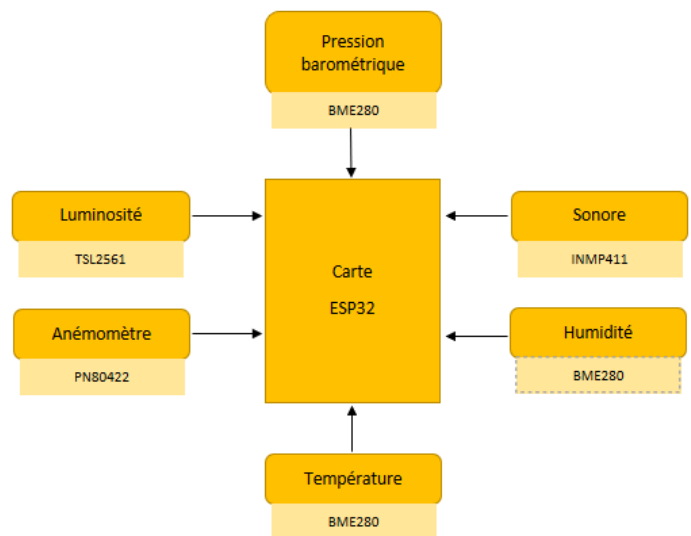 Pression
barométrique
BME280
Luminosité
TSL2561
Sonore
INMP411
Carte
ESP32
Anémomètre
PN80422
Humidité
BME280
Température
BME280